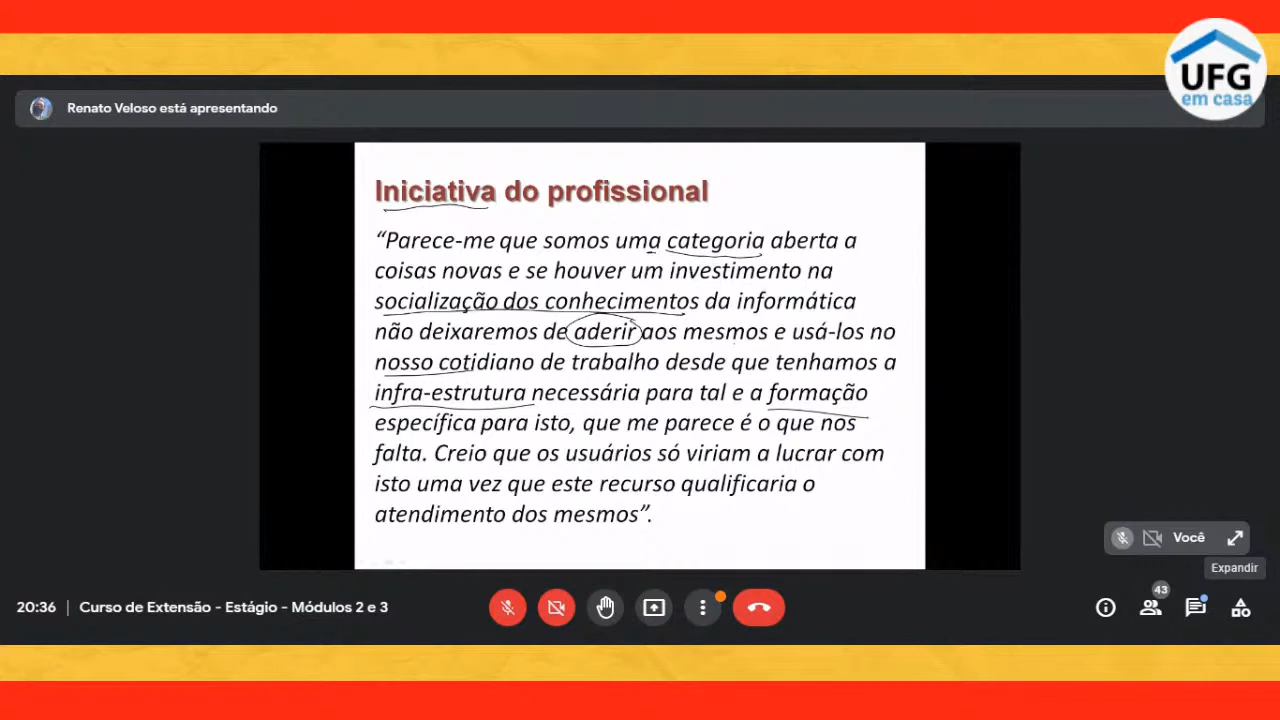 UFG
em casa
Renato Veloso está apresentando
Iniciativa do profissional
“Parece-me que somos uma categoria aberta a
coisas novas e se houver um investimento na
socialização dos conhecimentos da informática
não deixaremos de aderir aos mesmos e usá-los no
nosso cotidiano de trabalho desde que tenhamos a
infra-estrutura necessária para tal e a formação
específica para isto, que me parece é o que nos
falta. Creio que os usuários só viriam a lucrar com
isto uma vez que este recurso qualificaria o
atendimento dos mesmos”.
Você
Expandir
20:36 | Curso de Extensão - Estágio - Módulos 2 e 3
43